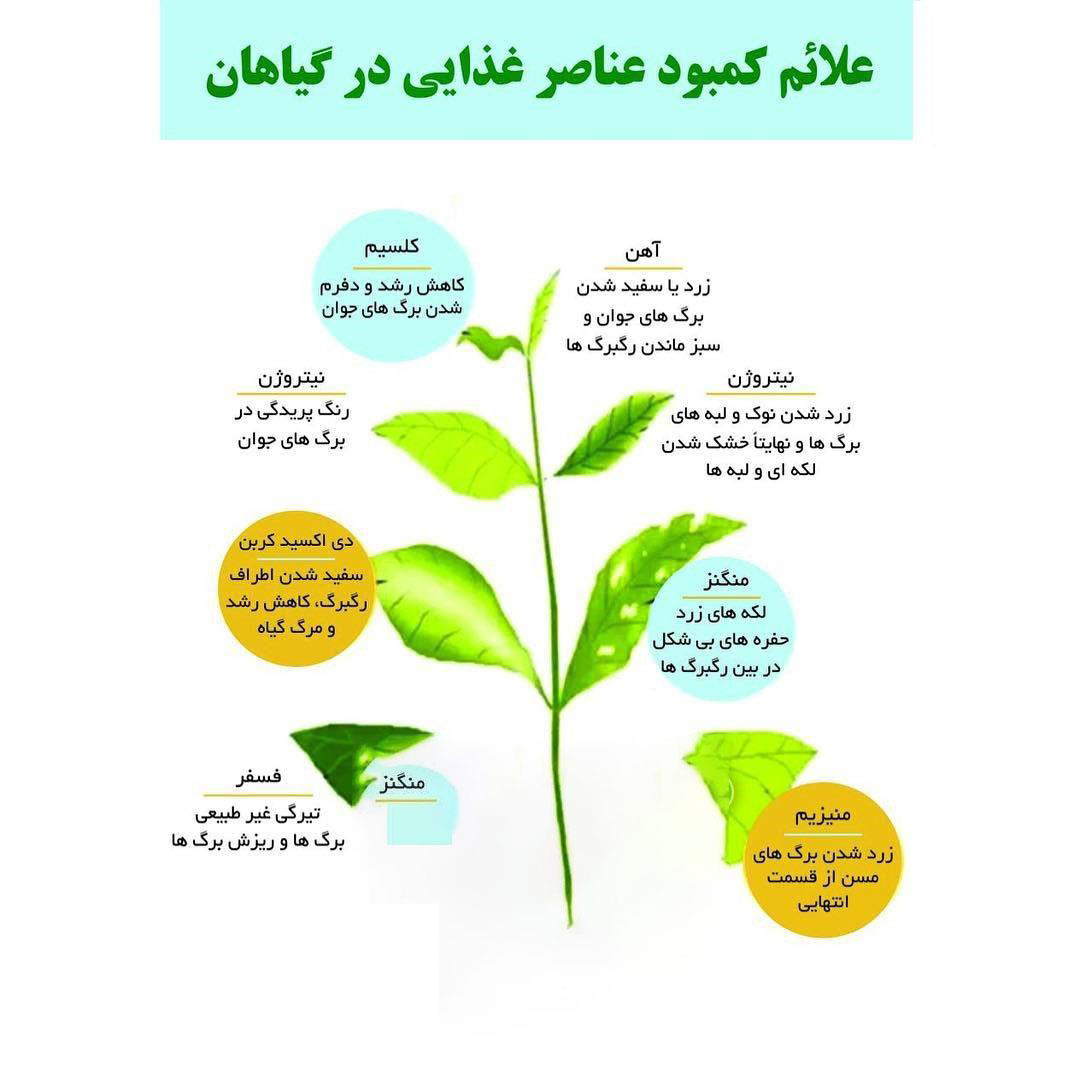 علائم کمبود عناصر غذایی در گیاهان
آهن
زرد یا سفید شدن
برگ های جوان و
سبز ماندن رگبرگ ها
کلسیم
کاهش رشد و دفرم
شدن برگ های جوان
نیتروژن
زرد شدن نوک و لبه های
برگ ها و نهایتاً خشک شدن
لکه ای و لبه ها
نیتروژن
رنگ پریدگی در
برگ های جوان
منگنز
لکه های زرد
حفره های بی شکل
در بین رگبرگ ها
دی اکسید کربن
سفید شدن اطراف
رگبرگ، کاهش رشد
و مرگ گیاه
منیزیم
زرد شدن برگ های
مسن از قسمت
انتهایی
منگنز
فسفر
تیرگی غیر طبیعی
برگ ها و ریزش برگ ها